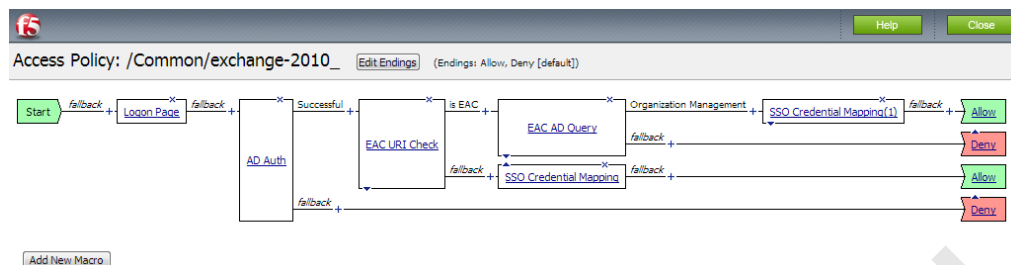 f5
Help Close
Access Policy: /Common/exchange-2010_ Edit Endings (Endings: Allow, Deny [default])
Start fallback + Logon Page fallback + AD Auth Successful + EAC URI Check is EAC + EAC AD Query Organization Management + SSO Credential Mapping(1) fallback + Allow
fallback + Deny
fallback + SSO Credential Mapping fallback + Allow
fallback + Deny
Add New Macro